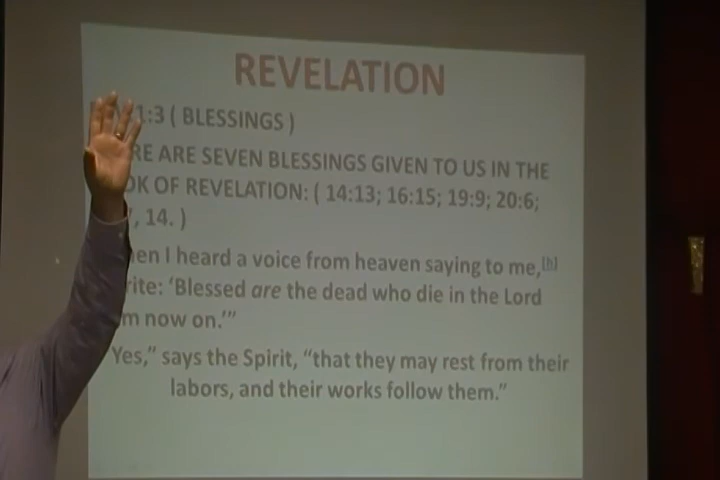 REVELATION
1:3 ( BLESSINGS )
RE ARE SEVEN BLESSINGS GIVEN TO US IN THE
OK OF REVELATION: ( 14:13; 16:15; 19:9; 20:6;
, 14. )
en I heard a voice from heaven saying to me,[h]
rite: ‘Blessed are the dead who die in the Lord
m now on.’”
Yes,” says the Spirit, “that they may rest from their
labors, and their works follow them.”